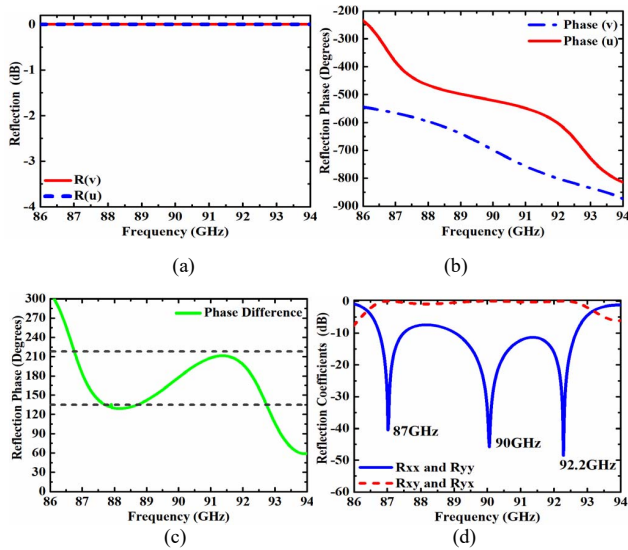 0
-1
-2
-3
-4
Reflection (dB)
R(v)
R(u)
86 87 88 89 90 91 92 93 94
Frequency (GHz)
(a)
-200
-300
-400
-500
-600
-700
-800
-900
Reflection Phase (Degrees)
Phase (v)
Phase (u)
86 87 88 89 90 91 92 93 94
Frequency (GHz)
(b)
300
270
240
210
180
150
120
90
60
30
0
Reflection Phase (Degrees)
Phase Difference
86 87 88 89 90 91 92 93 94
Frequency (GHz)
(c)
0
-10
-20
-30
-40
-50
-60
Reflection Coefficients (dB)
87GHz
90GHz
92.2GHz
Rxx and Ryy
Rxy and Ryx
86 87 88 89 90 91 92 93 94
Frequency (GHz)
(d)